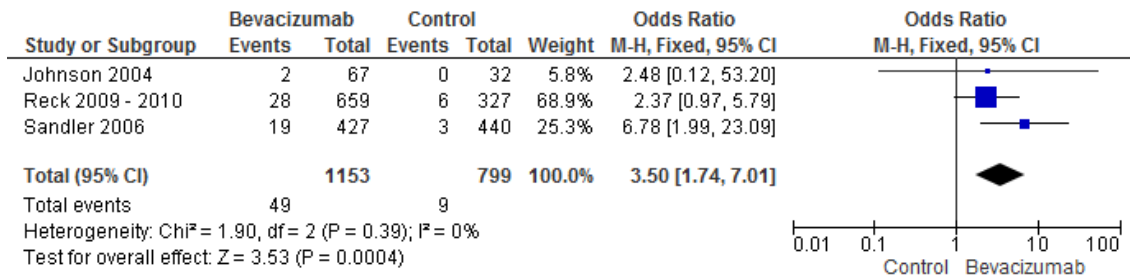 Bevacizumab Control Odds Ratio Odds Ratio
Study or Subgroup Events Total Events Total Weight M-H, Fixed, 95% CI M-H, Fixed, 95% CI
Johnson 2004 2 67 0 32 5.8% 2.48 [0.12, 53.20]
Reck 2009 - 2010 28 659 6 327 68.9% 2.37 [0.97, 5.79]
Sandler 2006 19 427 3 440 25.3% 6.78 [1.99, 23.09]
Total (95% CI) 1153 799 100.0% 3.50 [1.74, 7.01]
Total events 49 9
Heterogeneity: Chi² = 1.90, df = 2 (P = 0.39); I² = 0%
Test for overall effect: Z = 3.53 (P = 0.0004)
0.01 0.1 1 10 100
Control Bevacizumab